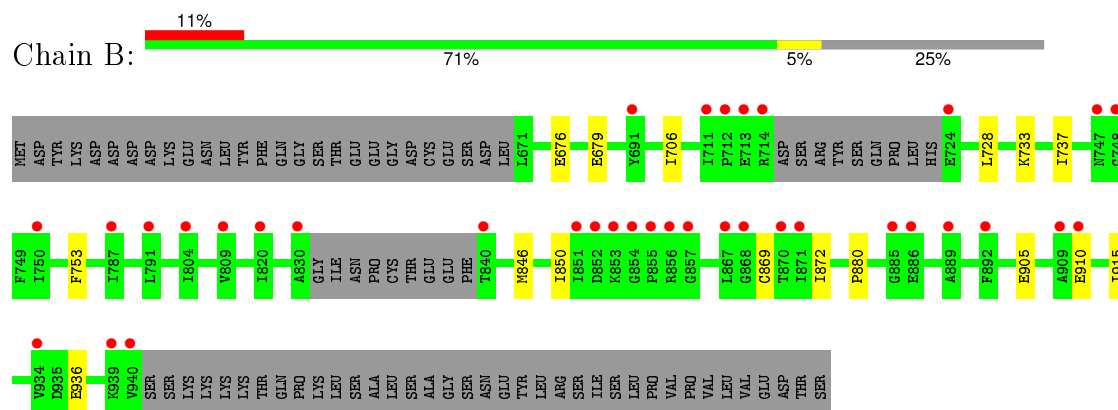 11%
Chain B:
71% 5% 25%
MET ASP TYR LYS ASP ASP ASP ASP LYS GLU ASN LEU TYR PHE GLN GLY SER THR GLU GLU GLY ASP CYS GLU SER ASP LEU L671 E676 E679 Y691 I706 I711 P712 E713 R714 ASP SER ARG TYR SER GLN PRO LEU HIS E724 L728 K733 I737 N747
F749 I750 F753 I787 L791 I804 V809 I820 A830 GLY ILE ASN PRO CYS THR GLU GLU PHE T840 M846 I850 I851 D852 K853 G854 P855 R856 G857 L867 G868 C869 T870 I871 I872 P880 G885 E886 A889 F892 E905 A909 E910
V934 D935 E936 K939 V940 SER SER LYS LYS LYS LYS THR GLN PRO LYS LEU SER ALA LEU SER ALA GLY SER ASN GLU TYR LEU ARG SER ILE SER LEU PRO VAL PRO VAL LEU VAL GLU ASP THR SER